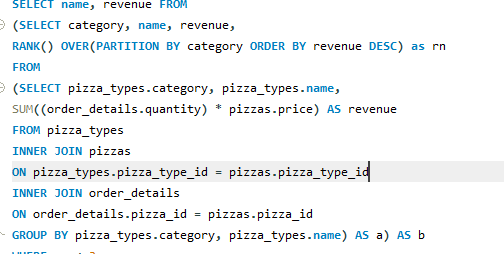 SELECT name, revenue FROM
(SELECT category, name, revenue,
RANK() OVER(PARTITION BY category ORDER BY revenue DESC) as rn
FROM
(SELECT pizza_types.category, pizza_types.name,
SUM((order_details.quantity) * pizzas.price) AS revenue
FROM pizza_types
INNER JOIN pizzas
ON pizza_types.pizza_type_id = pizzas.pizza_type_id
INNER JOIN order_details
ON order_details.pizza_id = pizzas.pizza_id
GROUP BY pizza_types.category, pizza_types.name) AS a) AS b
WHERE